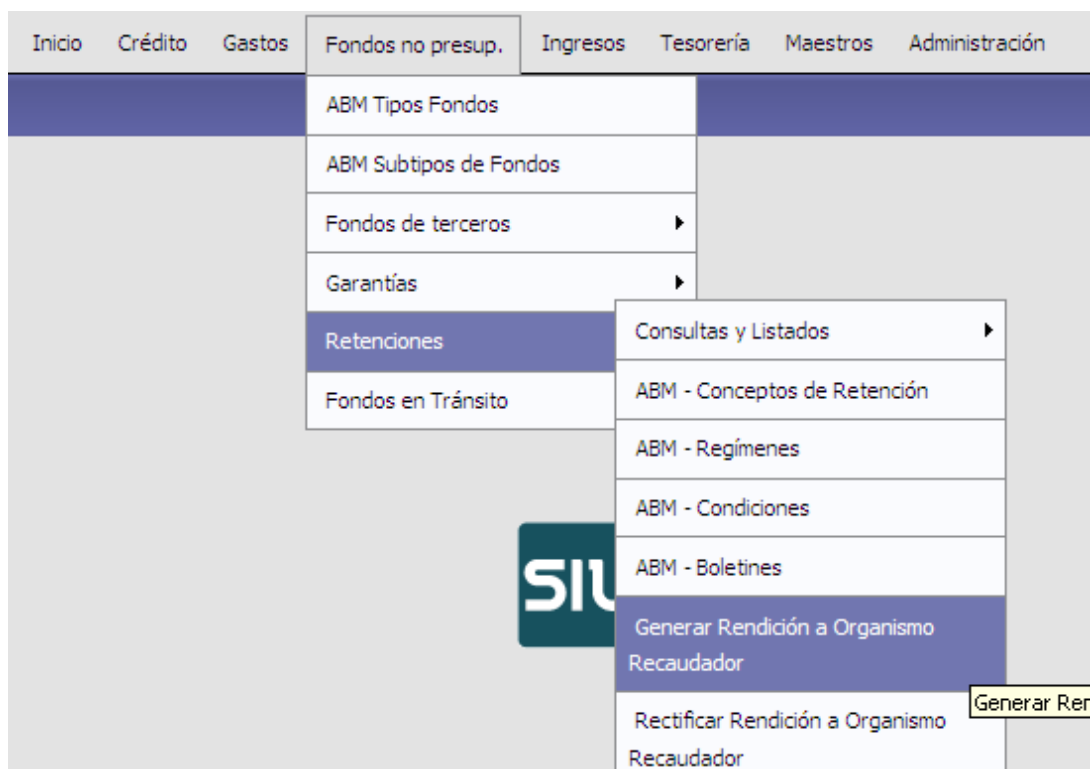 Inicio Crédito Gastos Fondos no presup. Ingresos Tesorería Maestros Administración
ABM Tipos Fondos
ABM Subtipos de Fondos
Fondos de terceros
Garantías
Retenciones
Fondos en Tránsito
Consultas y Listados
ABM - Conceptos de Retención
ABM - Regímenes
ABM - Condiciones
ABM - Boletines
Generar Rendición a Organismo
Recaudador
Rectificar Rendición a Organismo
Recaudador
Generar Ren